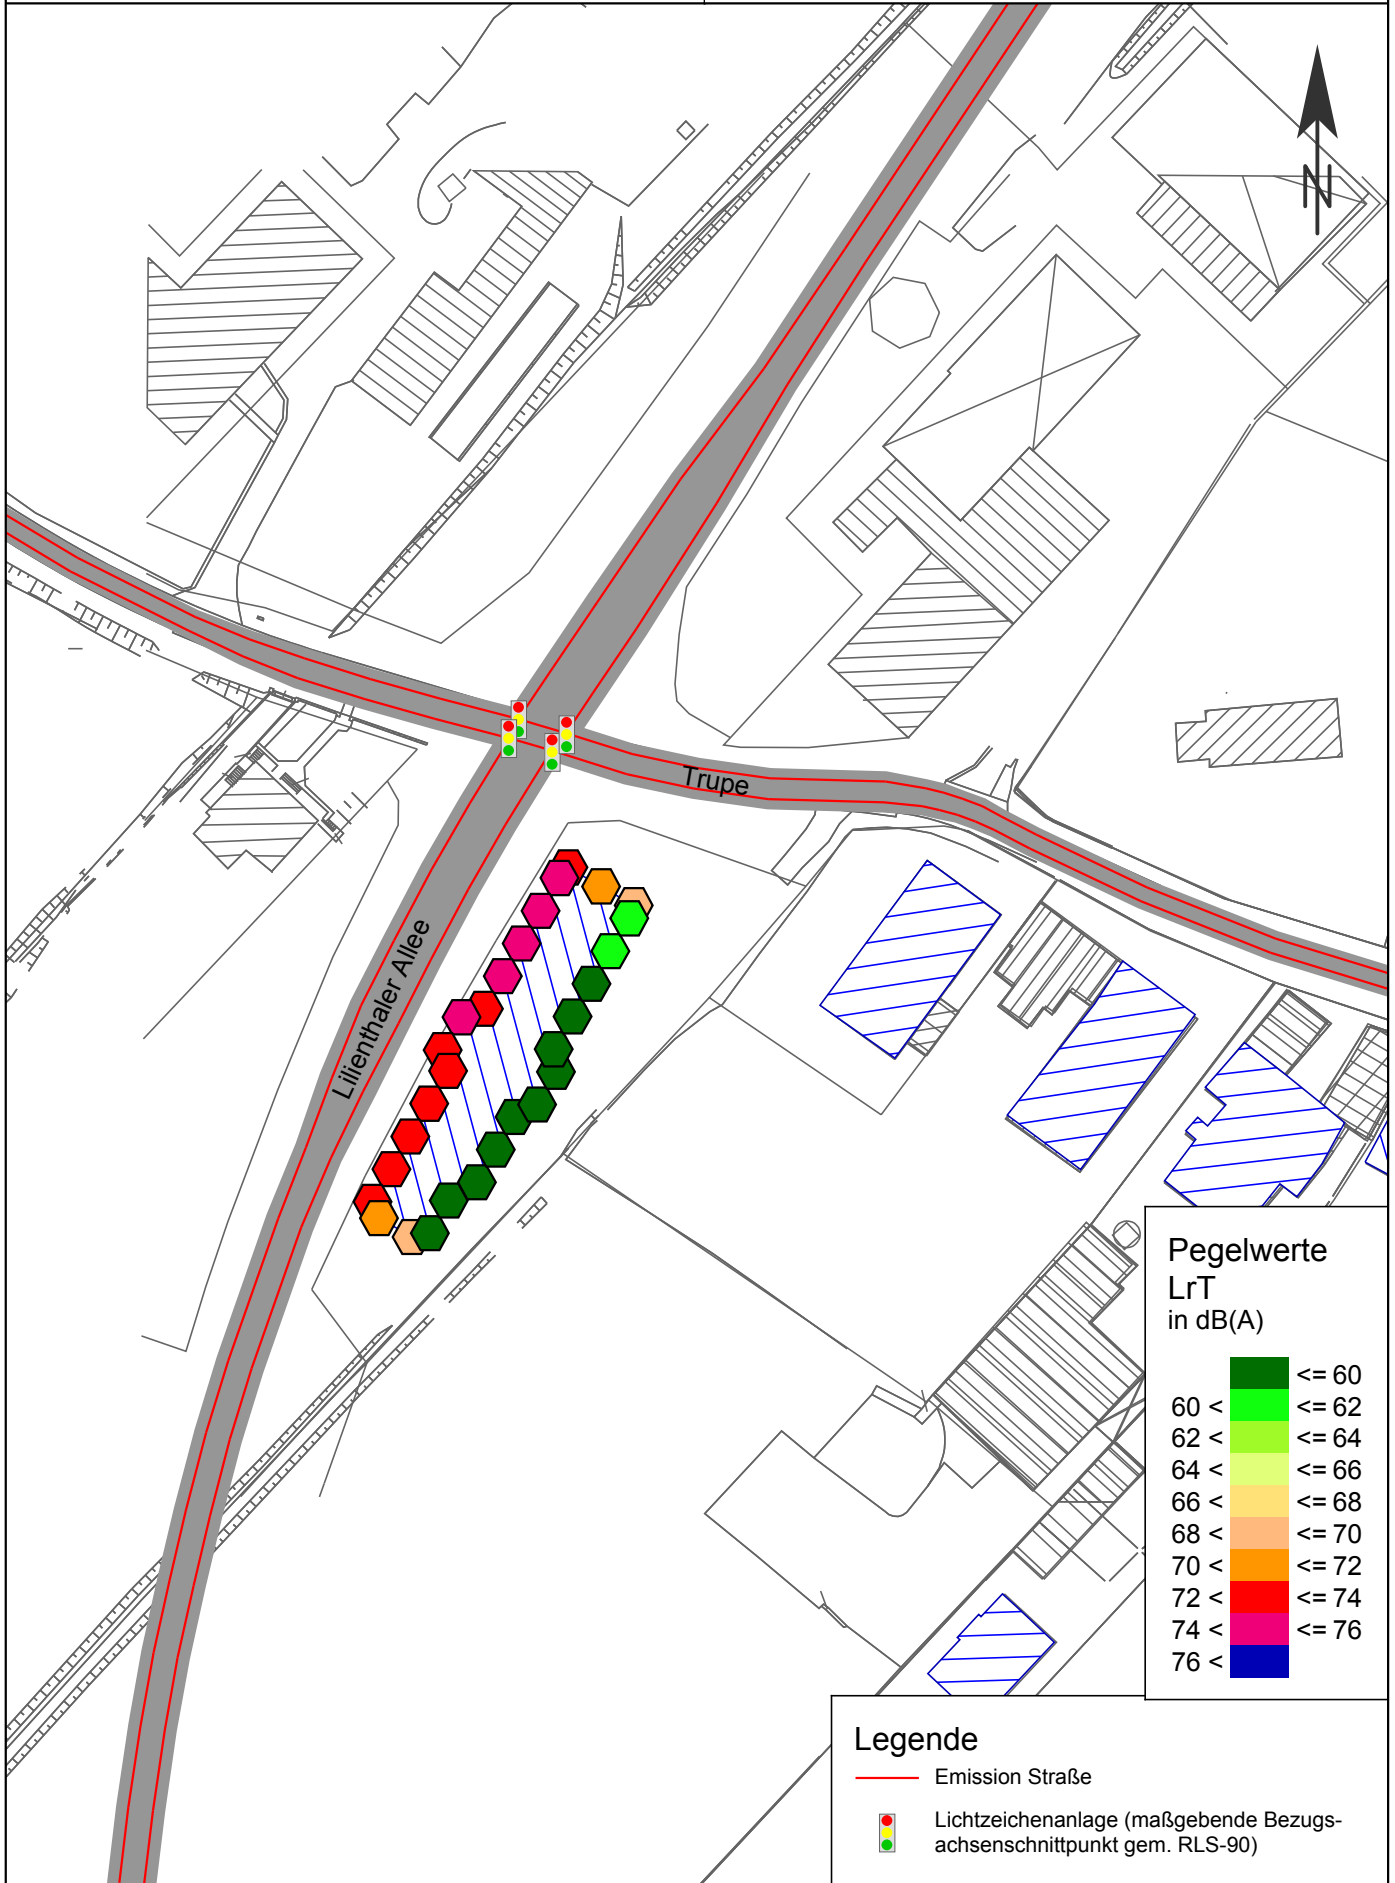 N
Trupe
Lilienthaler Allee
Pegelwerte
LrT
in dB(A)
<= 60
60 < <= 62
62 < <= 64
64 < <= 66
66 < <= 68
68 < <= 70
70 < <= 72
72 < <= 74
74 < <= 76
76 <
Legende
Emission Straße
Lichtzeichenanlage (maßgebende Bezugs-
achsenschnittpunkt gem. RLS-90)